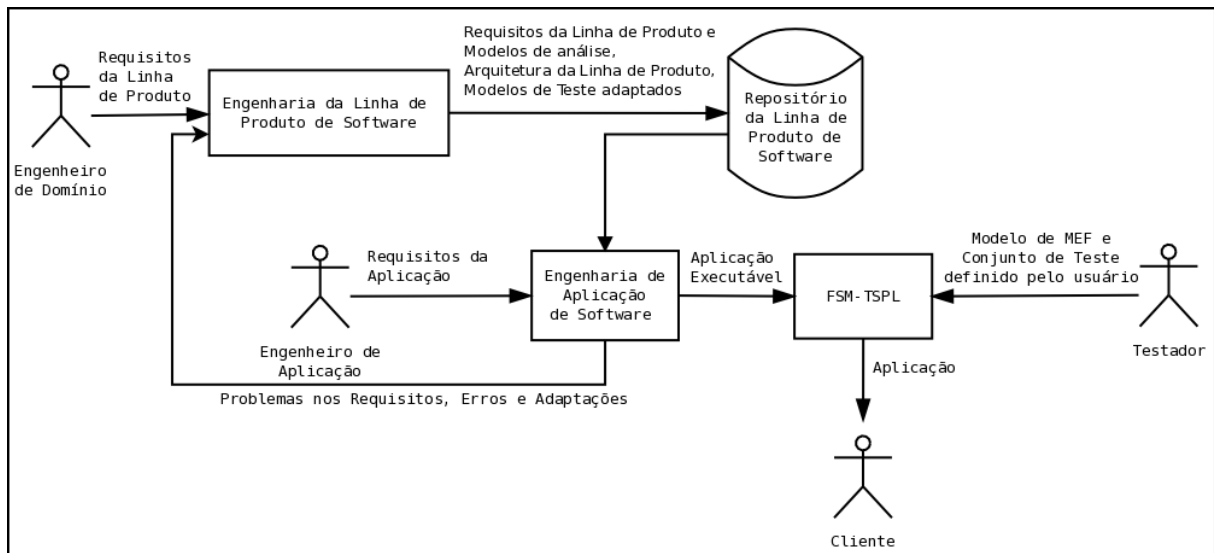 Requisitos
da Linha
de Produto
Engenheiro
de Domínio
Engenharia da Linha de
Produto de Software
Requisitos da Linha de Produto e
Modelos de análise,
Arquitetura da Linha de Produto,
Modelos de Teste adaptados
Repositório
da Linha de
Produto de
Software
Requisitos da
Aplicação
Engenheiro de
Aplicação
Engenharia de
Aplicação
de Software
Aplicação
Executável
FSM-TSPL
Modelo de MEF e
Conjunto de Teste
definido pelo usuário
Testador
Problemas nos Requisitos, Erros e Adaptações
Aplicação
Cliente